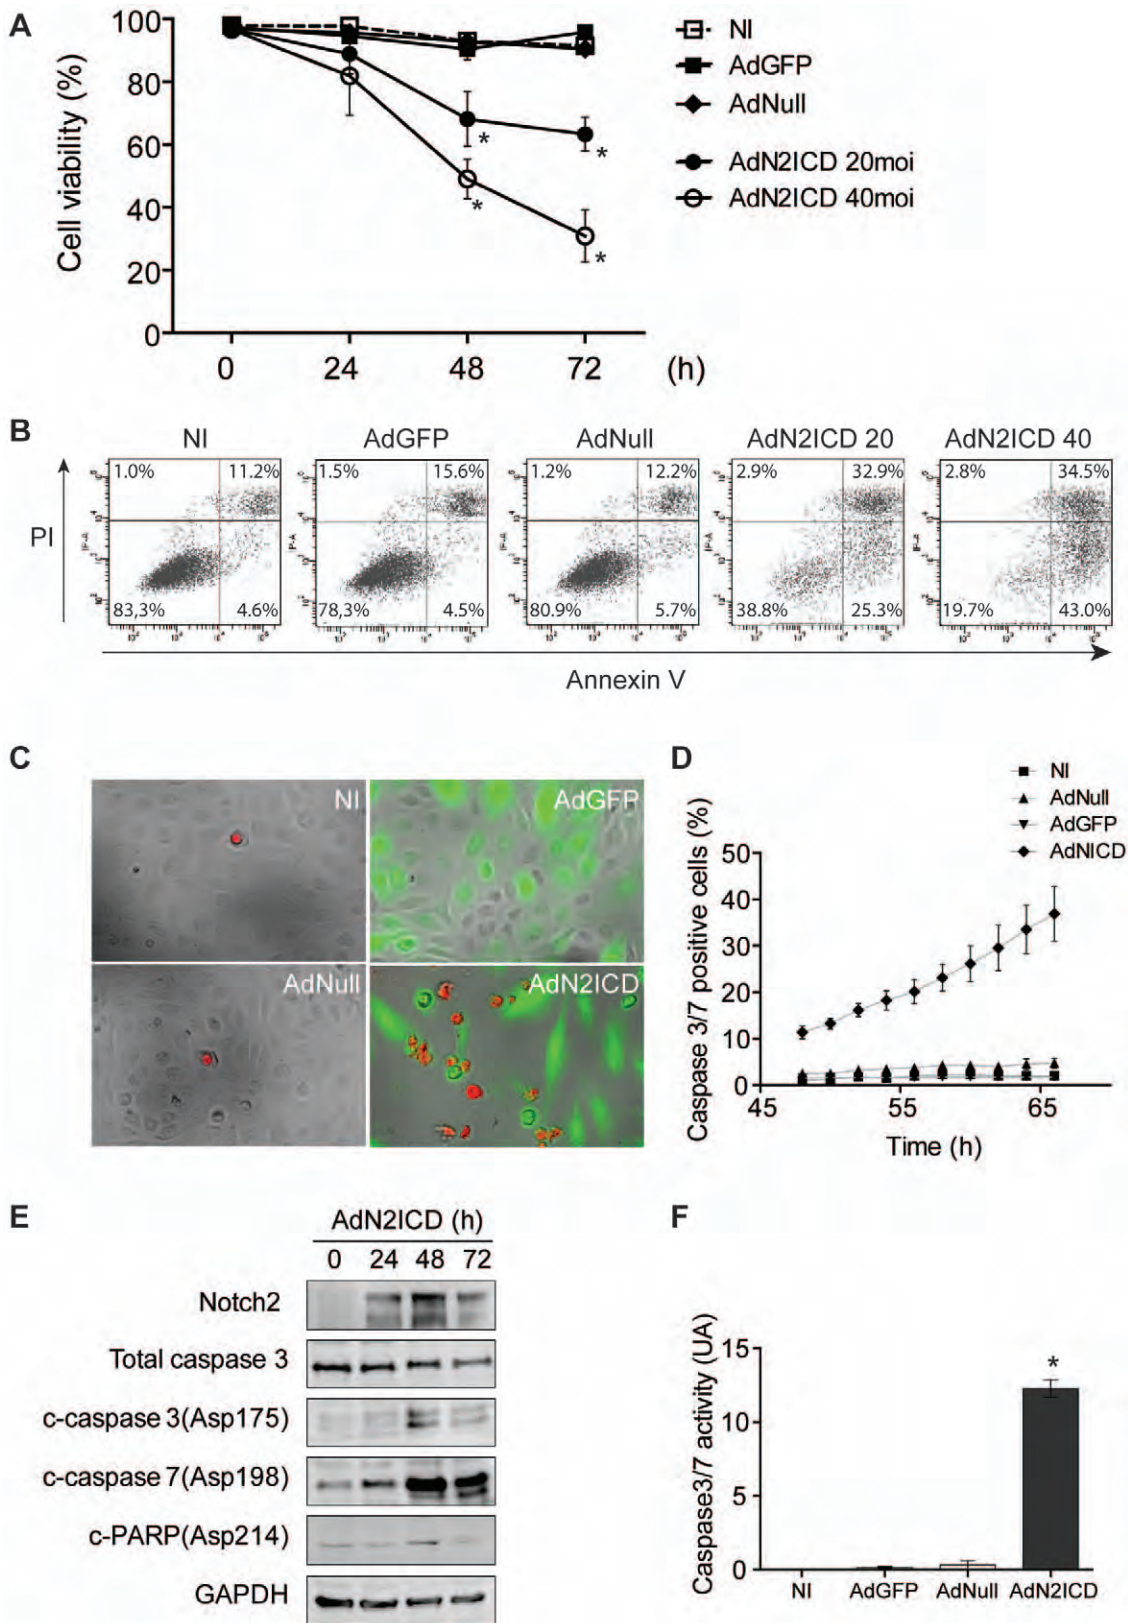 A
Cell viability (%)
100
80
60
40
20
0
0 24 48 72 (h)
* * * *
NI
AdGFP
AdNull
AdN2ICD 20moi
AdN2ICD 40moi
B
NI AdGFP AdNull AdN2ICD 20 AdN2ICD 40
PI
1.0% 11.2% 1.5% 15.6% 1.2% 12.2% 2.9% 32.9% 2.8% 34.5%
83,3% 4.6% 78,3% 4.5% 80.9% 5.7% 38.8% 25.3% 19.7% 43.0%
Annexin V
C
NI
AdGFP
AdNull
AdN2ICD
D
NI
AdNull
AdGFP
AdNICD
Caspase 3/7 positive cells (%)
50
40
30
20
10
0
45 55 65
Time (h)
E
AdN2ICD (h)
0 24 48 72
Notch2
Total caspase 3
c-caspase 3(Asp175)
c-caspase 7(Asp198)
c-PARP(Asp214)
GAPDH
F
Caspase3/7 activity (UA)
15
10
5
0
*
NI AdGFP AdNull AdN2ICD